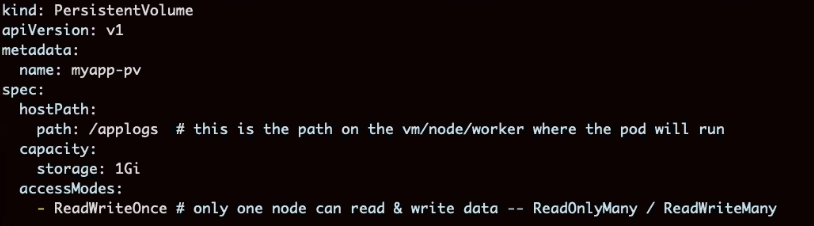 kind: PersistentVolume
apiVersion: v1
metadata:
  name: myapp-pv
spec:
  hostPath:
    path: /applogs  # this is the path on the vm/node/worker where the pod will run
  capacity:
    storage: 1Gi
  accessModes:
    - ReadWriteOnce # only one node can read & write data -- ReadOnlyMany / ReadWriteMany